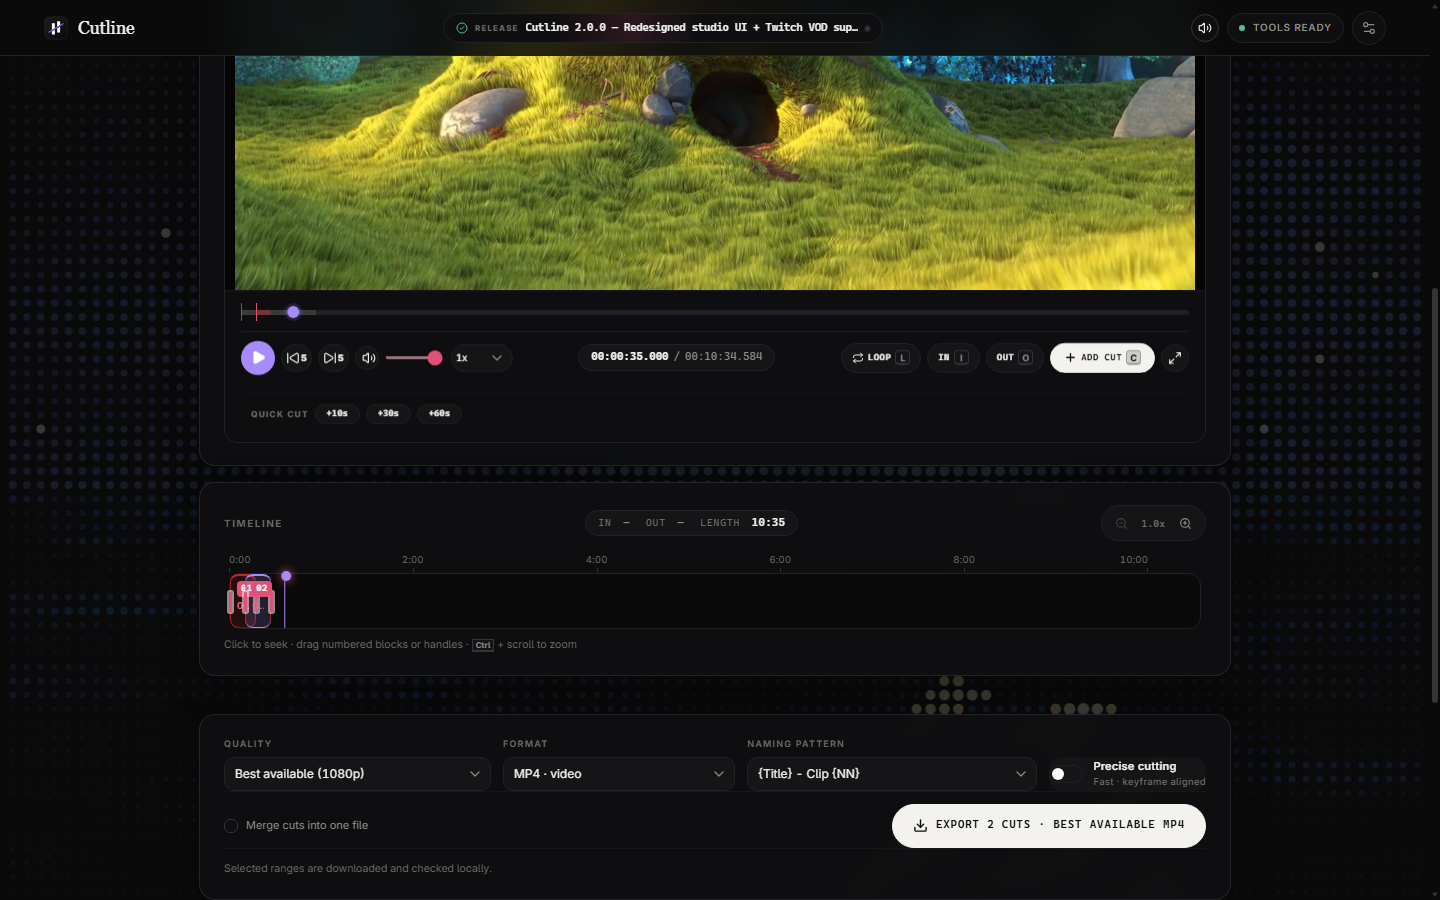 Cutline
RELEASE Cutline 2.0.0 — Redesigned studio UI + Twitch VOD sup…
TOOLS READY
5 5 1x
00:00:35.000 / 00:10:34.584
LOOP L IN I OUT O + ADD CUT C
QUICK CUT +10s +30s +60s
TIMELINE
IN — OUT — LENGTH 10:35
1.0x
0:00 2:00 4:00 6:00 8:00 10:00
01 02
Click to seek · drag numbered blocks or handles · Ctrl + scroll to zoom
QUALITY FORMAT NAMING PATTERN
Best available (1080p) MP4 · video {Title} - Clip {NN}
Precise cutting
Fast · keyframe aligned
Merge cuts into one file
EXPORT 2 CUTS · BEST AVAILABLE MP4
Selected ranges are downloaded and checked locally.